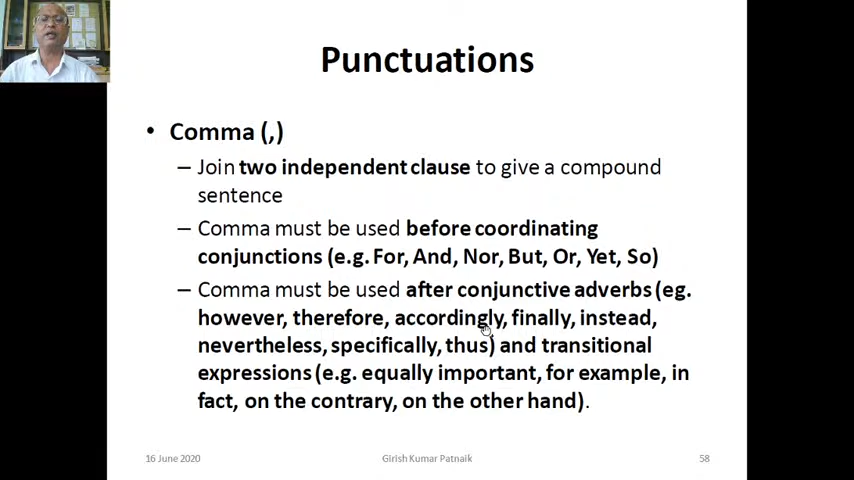 Punctuations
• Comma (,)
– Join two independent clause to give a compound
sentence
– Comma must be used before coordinating
conjunctions (e.g. For, And, Nor, But, Or, Yet, So)
– Comma must be used after conjunctive adverbs (eg.
however, therefore, accordingly, finally, instead,
nevertheless, specifically, thus) and transitional
expressions (e.g. equally important, for example, in
fact, on the contrary, on the other hand).
16 June 2020
Girish Kumar Patnaik
58